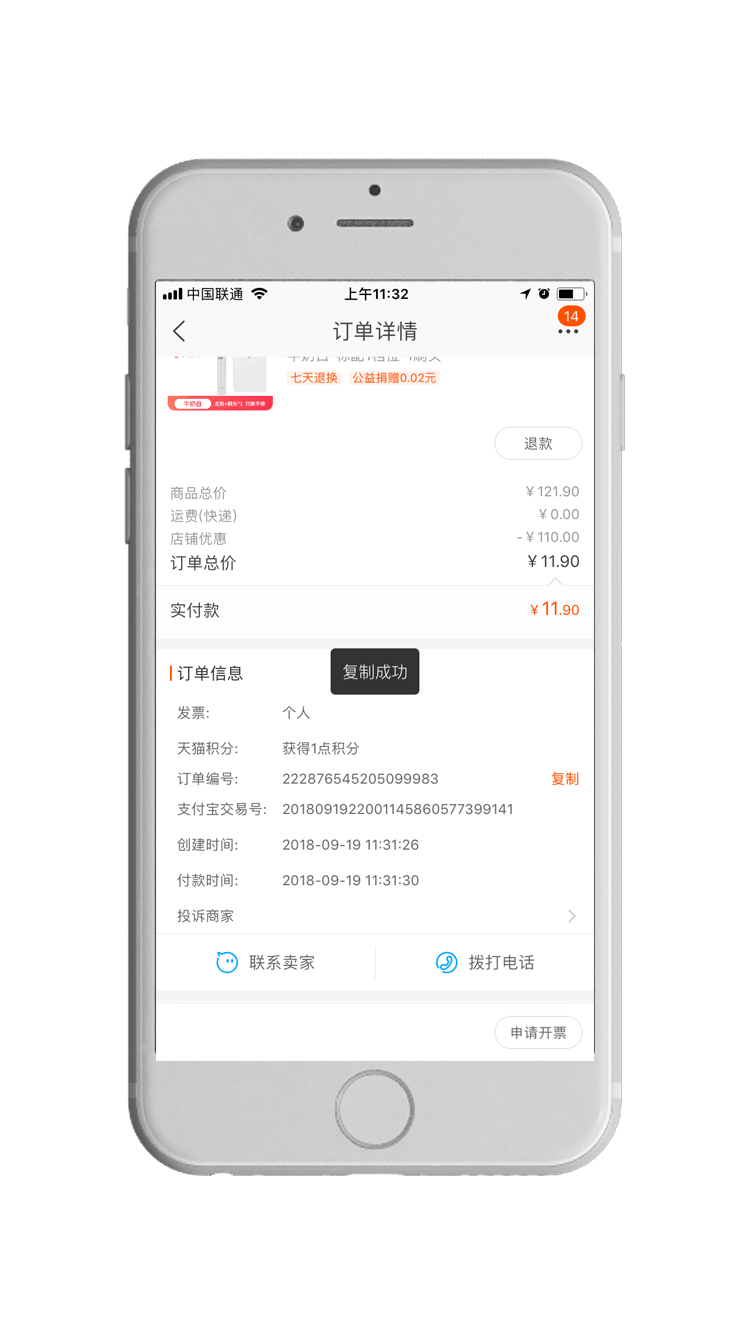 中国联通
上午11:32
订单详情
14
七天退换 公益捐赠0.02元
牛奶白
退款
商品总价 ¥121.90
运费(快递) ¥0.00
店铺优惠 -¥110.00
订单总价 ¥11.90
实付款 ¥11.90
订单信息
复制成功
发票: 个人
天猫积分: 获得1点积分
订单编号: 222876545205099983 复制
支付宝交易号: 2018091922001145860577399141
创建时间: 2018-09-19 11:31:26
付款时间: 2018-09-19 11:31:30
投诉商家
联系卖家 拨打电话
申请开票